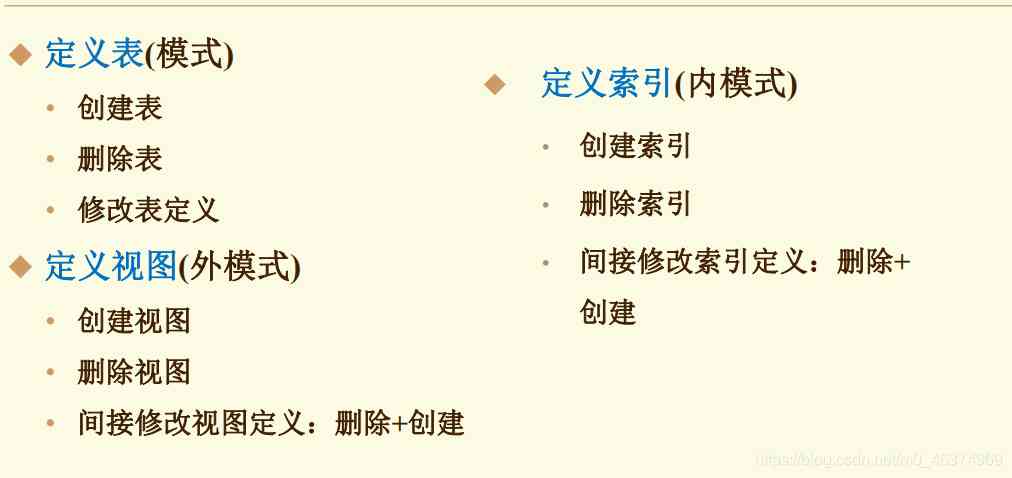 定义表(模式)
创建表
删除表
修改表定义
定义视图(外模式)
创建视图
删除视图
间接修改视图定义：删除+创建
定义索引(内模式)
创建索引
删除索引
间接修改索引定义：删除+
创建
https://blog.csdn.net/m0_46374969